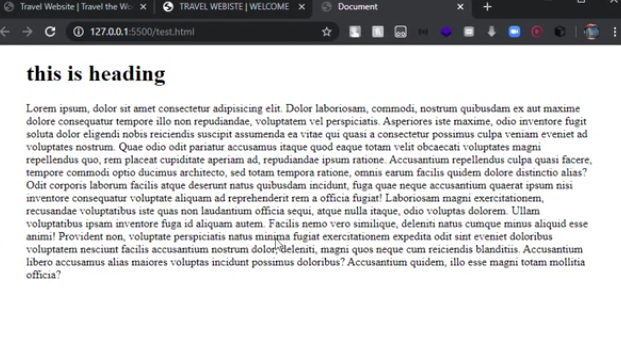 Travel Website | Travel the Wo
TRAVEL WEBISTE | WELCOME
Document
127.0.0.1:5500/test.html
this is heading
Lorem ipsum, dolor sit amet consectetur adipisicing elit. Dolor laboriosam, commodi, nostrum quibusdam ex aut maxime
dolore consequatur tempore illo non repudiandae, voluptatem vel perspiciatis. Asperiores iste maxime, odio inventore fugit
soluta dolor eligendi nobis reiciendis suscipit assumenda ea vitae qui quasi a consectetur possimus culpa veniam eveniet ad
voluptates nostrum. Quae odio odit pariatur accusamus itaque quod eaque totam velit obcaecati voluptates magni
repellendus quo, rem placeat cupiditate aperiam ad, repudiandae ipsum ratione. Accusantium repellendus culpa quasi facere,
tempore commodi optio ducimus architecto, sed totam tempora ratione, omnis earum facilis quidem dolore distinctio alias?
Odit corporis laborum facilis atque deserunt natus quibusdam incidunt, fuga quae neque accusantium quaerat ipsum nisi
inventore consequatur voluptate aliquam ad reprehenderit rem a officia fugiat! Laboriosam magni exercitationem,
recusandae voluptatibus iste quas non laudantium officia sequi, atque nulla itaque, odio voluptas dolorem. Ullam
voluptatibus ipsam inventore fuga id aliquam autem. Facilis nemo vero similique, deleniti natus cumque minus aliquid esse
animi! Provident non, voluptate perspiciatis natus minima fugiat exercitationem expedita odit sint eveniet doloribus
voluptatem nesciunt facilis accusantium nostrum dolor, deleniti, magni quos neque cum reiciendis blanditiis. Accusantium
libero accusamus alias maiores voluptas incidunt possimus doloribus? Accusantium quidem, illo esse magni totam mollitia
officia?